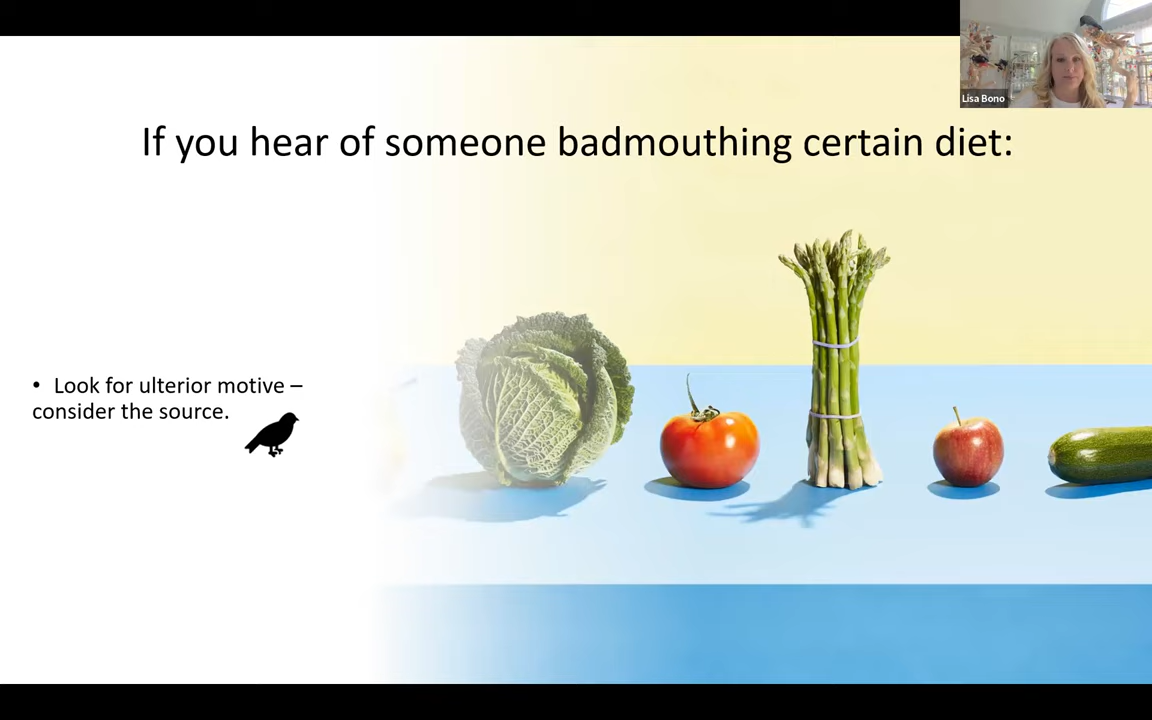 Lisa Bono
If you hear of someone badmouthing certain diet:
• Look for ulterior motive –
consider the source.